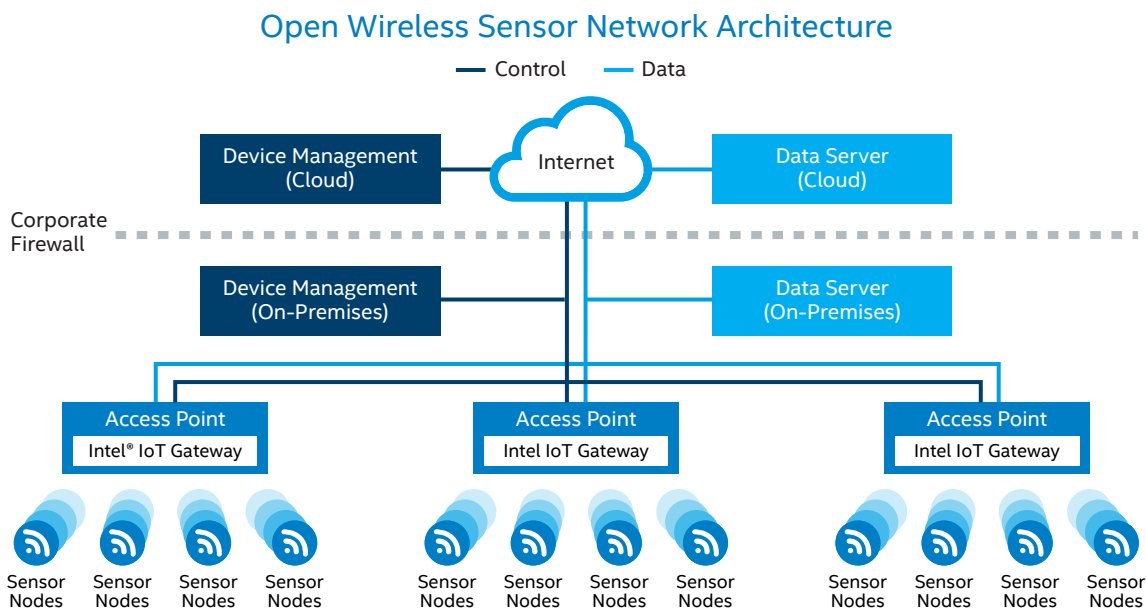 Open Wireless Sensor Network Architecture
Control
Data
Device Management
(Cloud)
Internet
Data Server
(Cloud)
Corporate
Firewall
Device Management
(On-Premises)
Data Server
(On-Premises)
Access Point
Intel® IoT Gateway
Access Point
Intel IoT Gateway
Access Point
Intel IoT Gateway
Sensor
Nodes
Sensor
Nodes
Sensor
Nodes
Sensor
Nodes
Sensor
Nodes
Sensor
Nodes
Sensor
Nodes
Sensor
Nodes
Sensor
Nodes
Sensor
Nodes
Sensor
Nodes
Sensor
Nodes